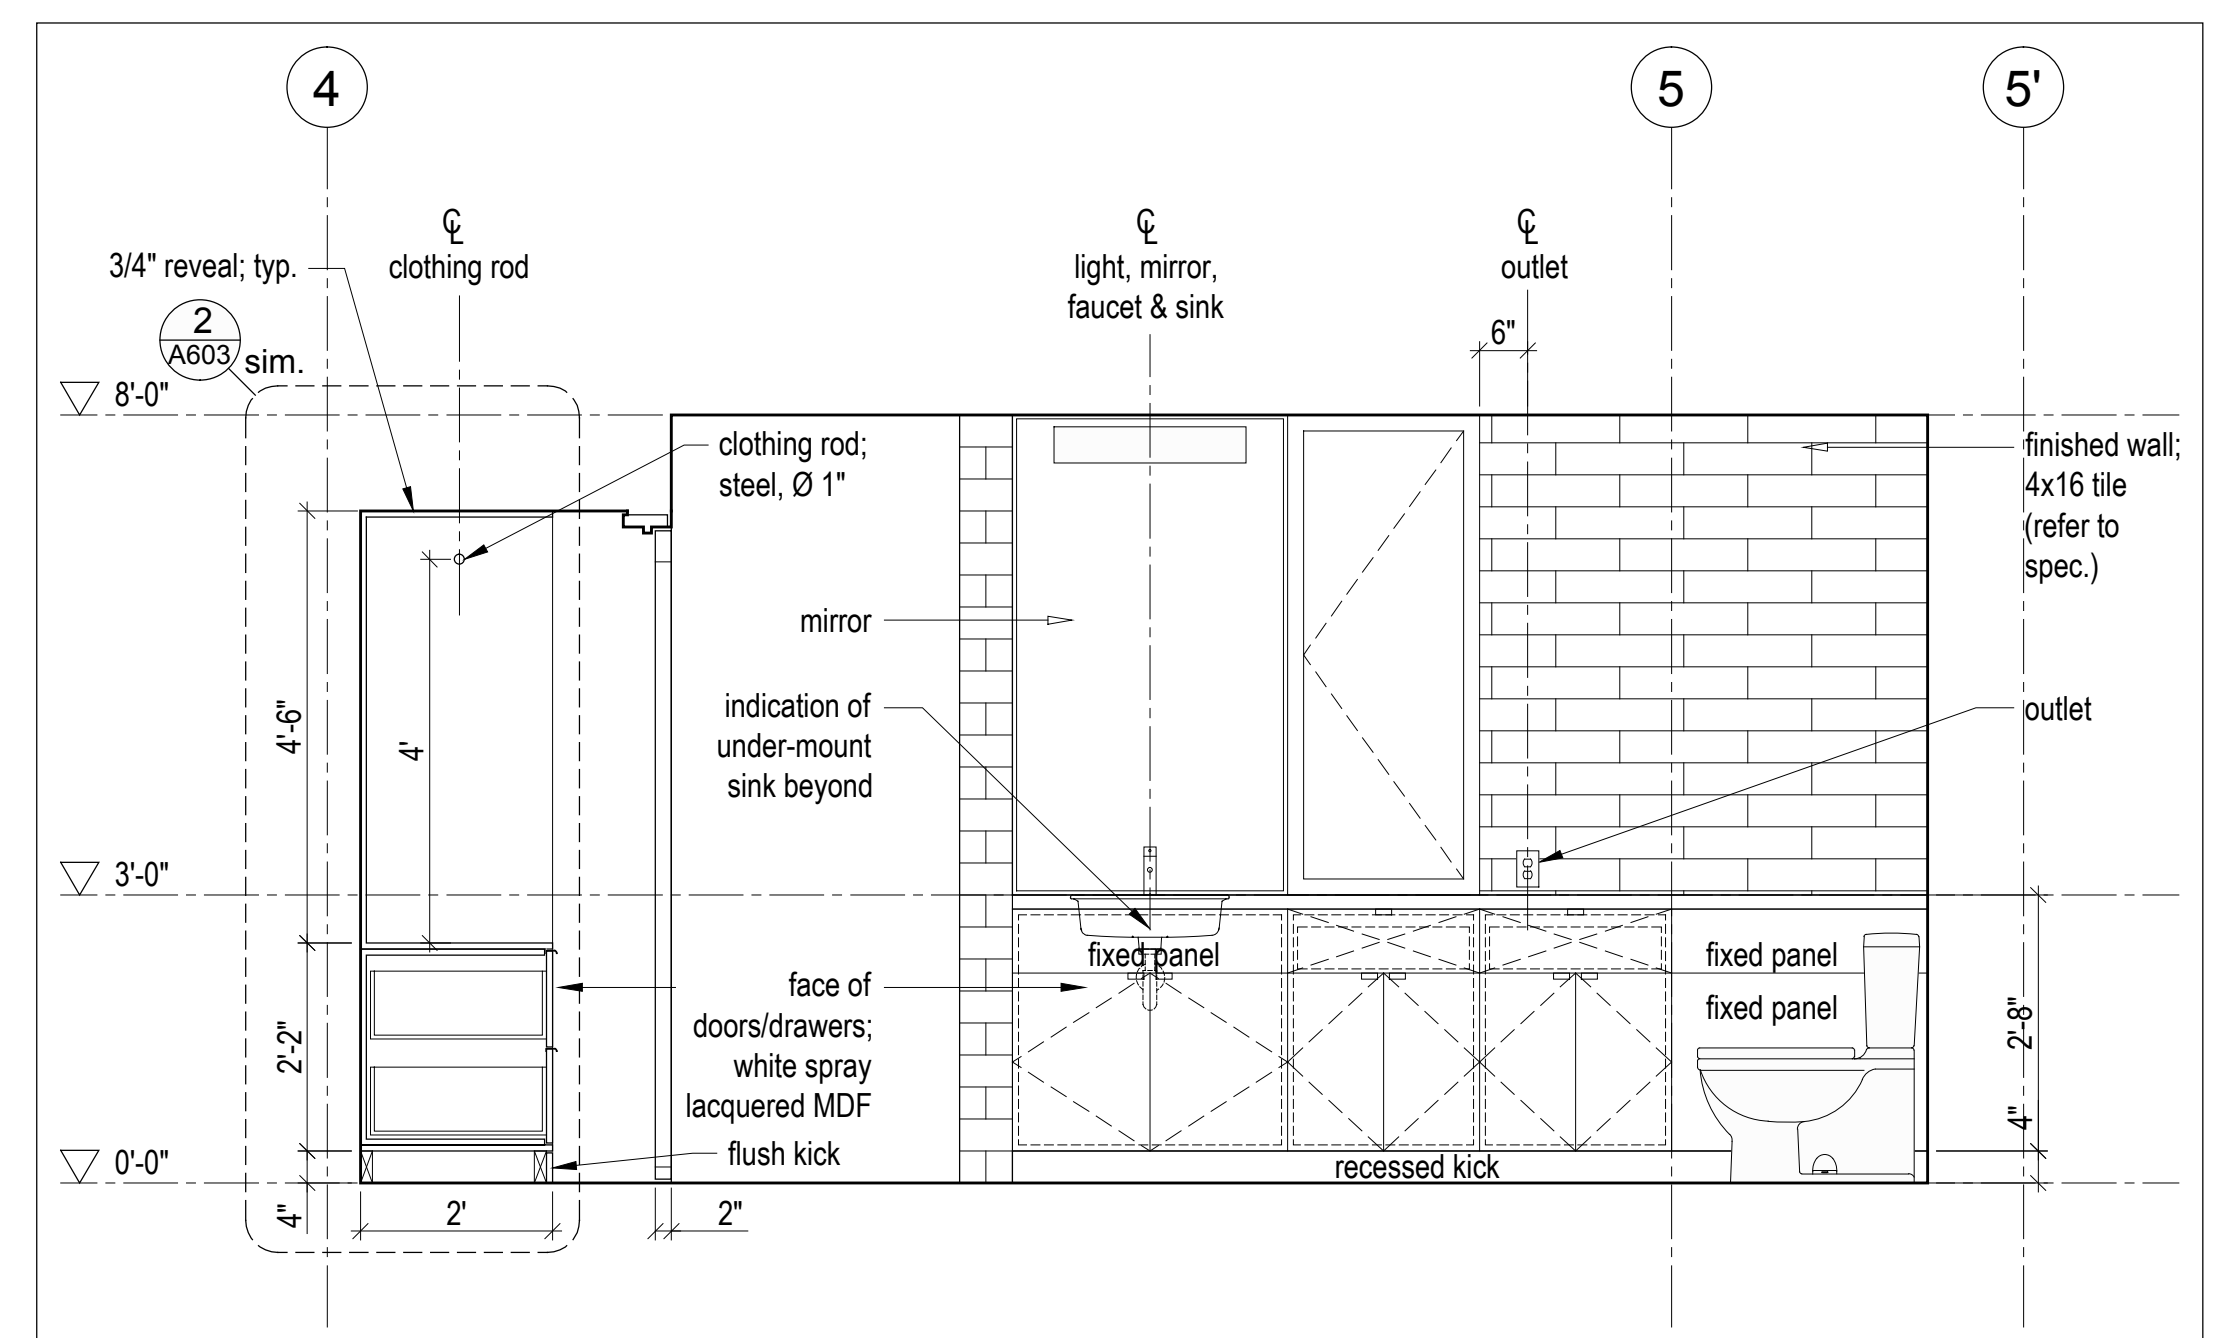 4
5
5'
℄
clothing rod
℄
light, mirror,
faucet & sink
℄
outlet
3/4" reveal; typ.
2
A603
sim.
6"
8'-0"
clothing rod;
steel, Ø 1"
finished wall;
4x16 tile
(refer to
spec.)
mirror
4'-6"
4'
indication of
under-mount
sink beyond
outlet
3'-0"
fixed panel
fixed panel
fixed panel
face of
doors/drawers;
white spray
lacquered MDF
2'-2"
2'-8"
4"
flush kick
0'-0"
recessed kick
4"
2'
2"